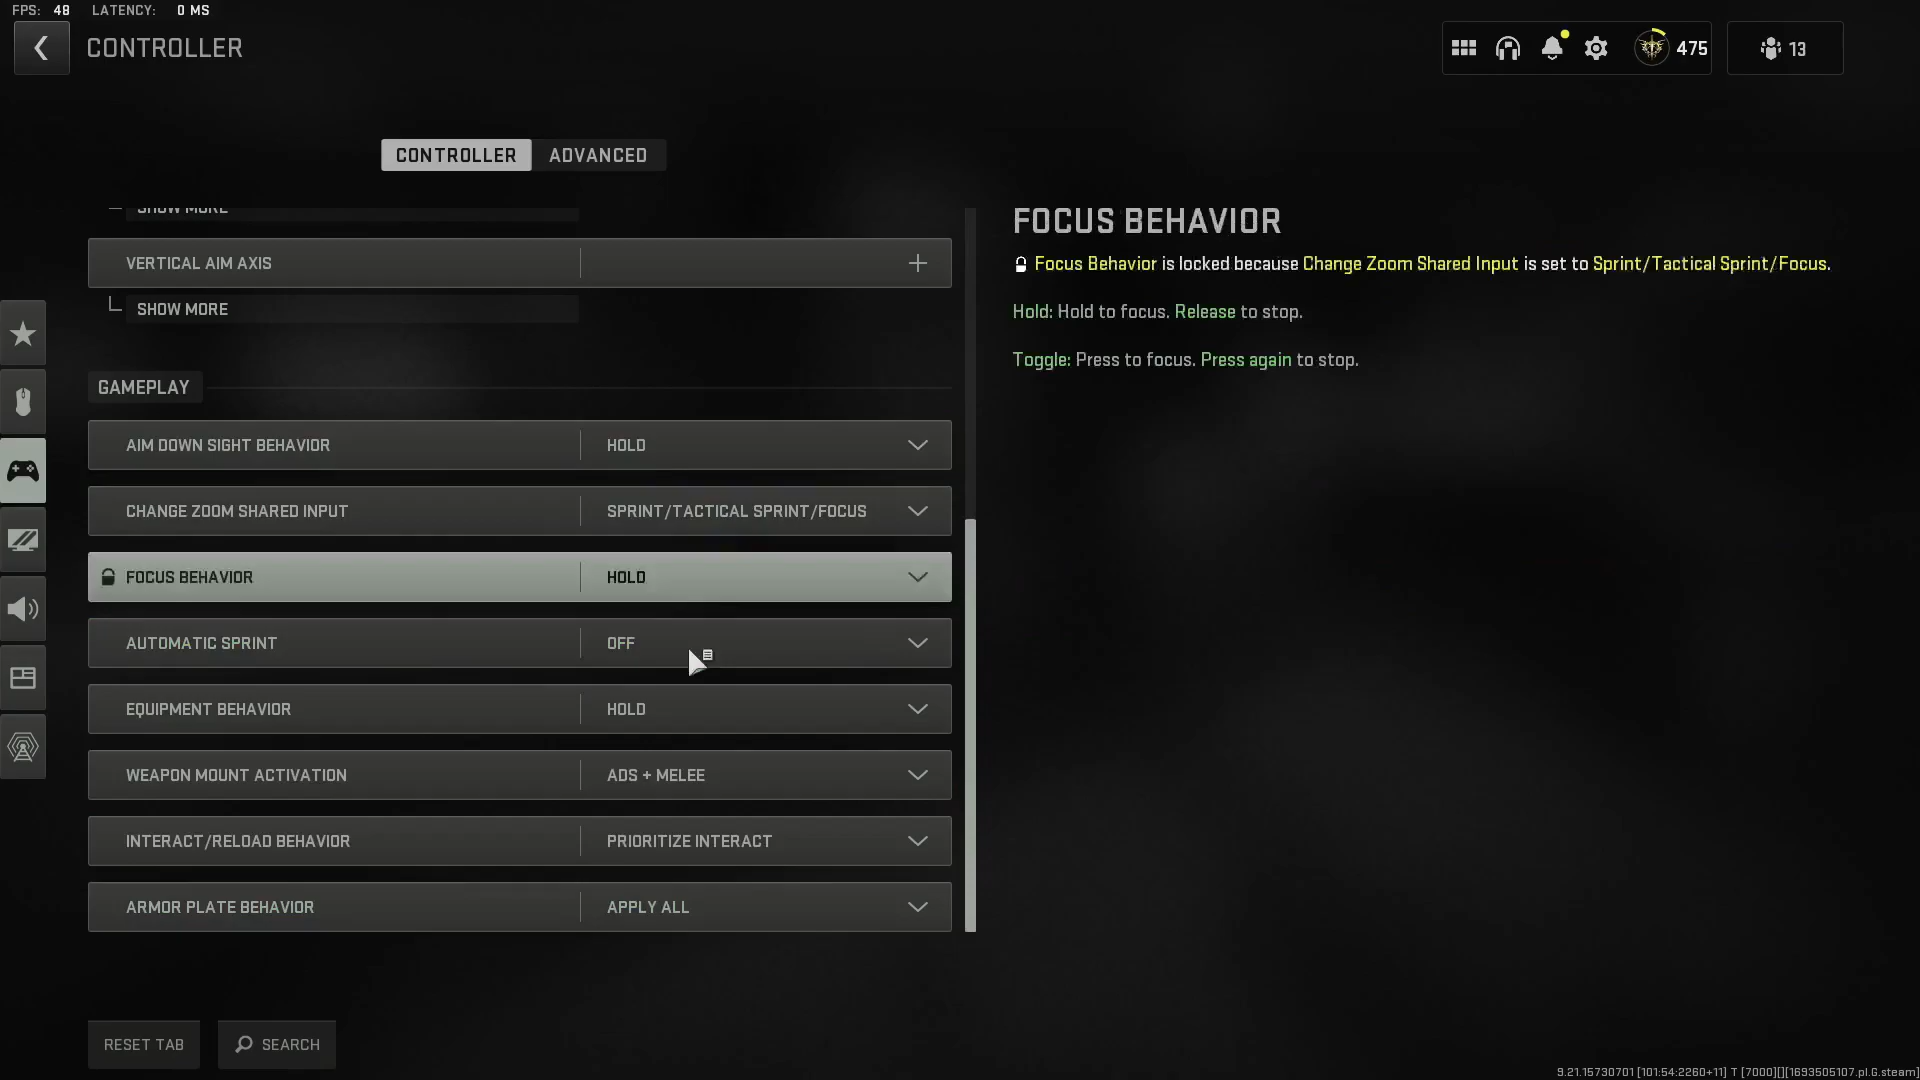 FPS: 48 LATENCY: 0 MS
CONTROLLER
475
13
CONTROLLER ADVANCED
SHOW MORE
VERTICAL AIM AXIS
SHOW MORE
GAMEPLAY
AIM DOWN SIGHT BEHAVIOR HOLD
CHANGE ZOOM SHARED INPUT SPRINT/TACTICAL SPRINT/FOCUS
FOCUS BEHAVIOR HOLD
AUTOMATIC SPRINT OFF
EQUIPMENT BEHAVIOR HOLD
WEAPON MOUNT ACTIVATION ADS + MELEE
INTERACT/RELOAD BEHAVIOR PRIORITIZE INTERACT
ARMOR PLATE BEHAVIOR APPLY ALL
FOCUS BEHAVIOR
Focus Behavior is locked because Change Zoom Shared Input is set to Sprint/Tactical Sprint/Focus.
Hold: Hold to focus. Release to stop.
Toggle: Press to focus. Press again to stop.
RESET TAB SEARCH
9.21.15730701 [101:54:2260+11] T [7000][][1693505107.pl.G.steam]